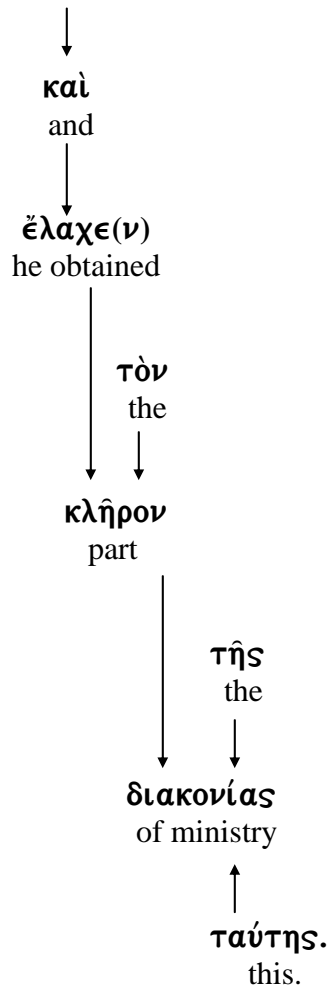 καὶ
and
ἔλαχε(ν)
he obtained
τὸν
the
κλῆρον
part
τῆς
the
διακονίας
of ministry
ταύτης.
this.